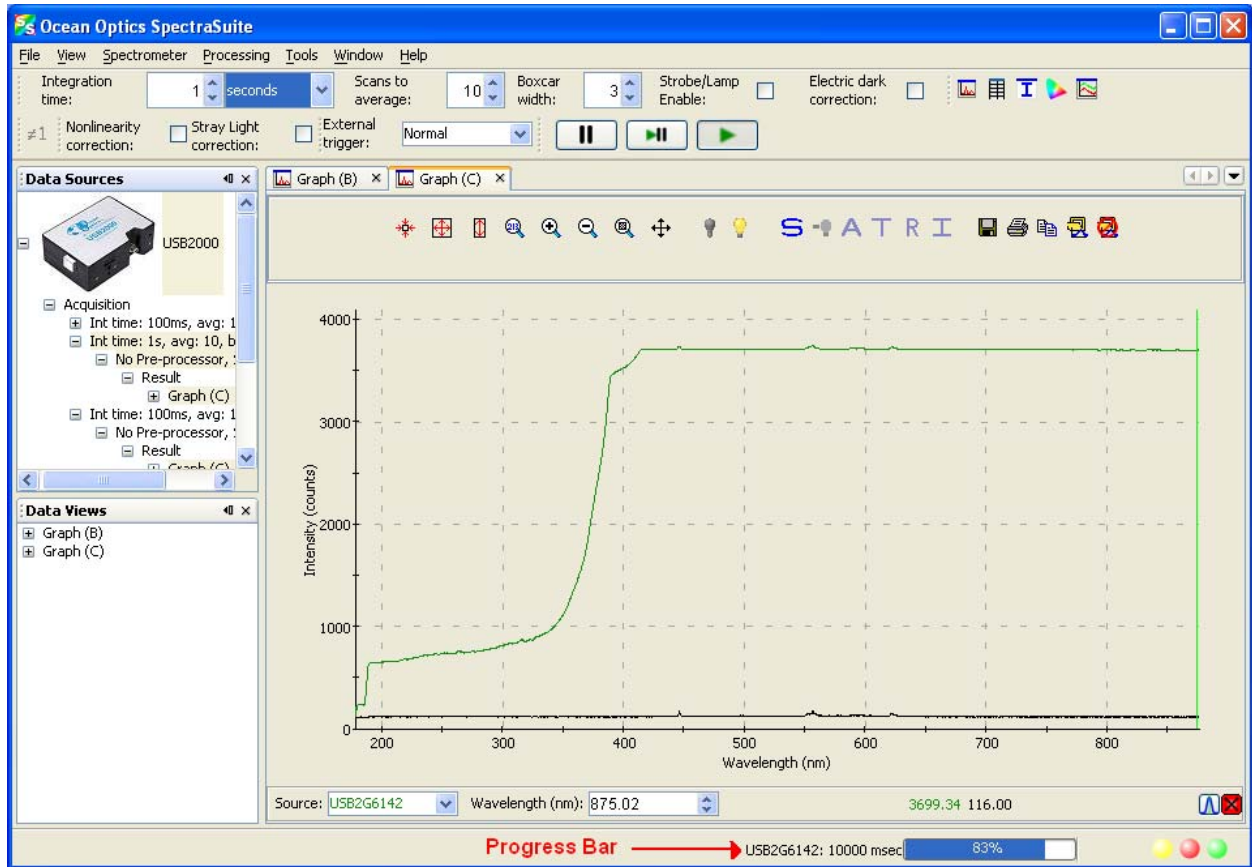 Ocean Optics SpectraSuite
File View Spectrometer Processing Tools Window Help
Integration time: 1 seconds Scans to average: 10 Boxcar width: 3 Strobe/Lamp Enable: Electric dark correction:
≠1 Nonlinearity correction: Stray Light correction: External trigger: Normal
Data Sources
USB2000
Acquisition
Int time: 100ms, avg: 1
Int time: 1s, avg: 10, b
No Pre-processor,
Result
Graph (C)
Int time: 100ms, avg: 1
No Pre-processor,
Result
Graph (C)
Data Views
Graph (B)
Graph (C)
Graph (B) Graph (C)
S A T R I
4000
3000
2000
1000
0
Intensity (counts)
200 300 400 500 600 700 800
Wavelength (nm)
Source: USB2G6142 Wavelength (nm): 875.02 3699.34 116.00
Progress Bar USB2G6142: 10000 msec 83%